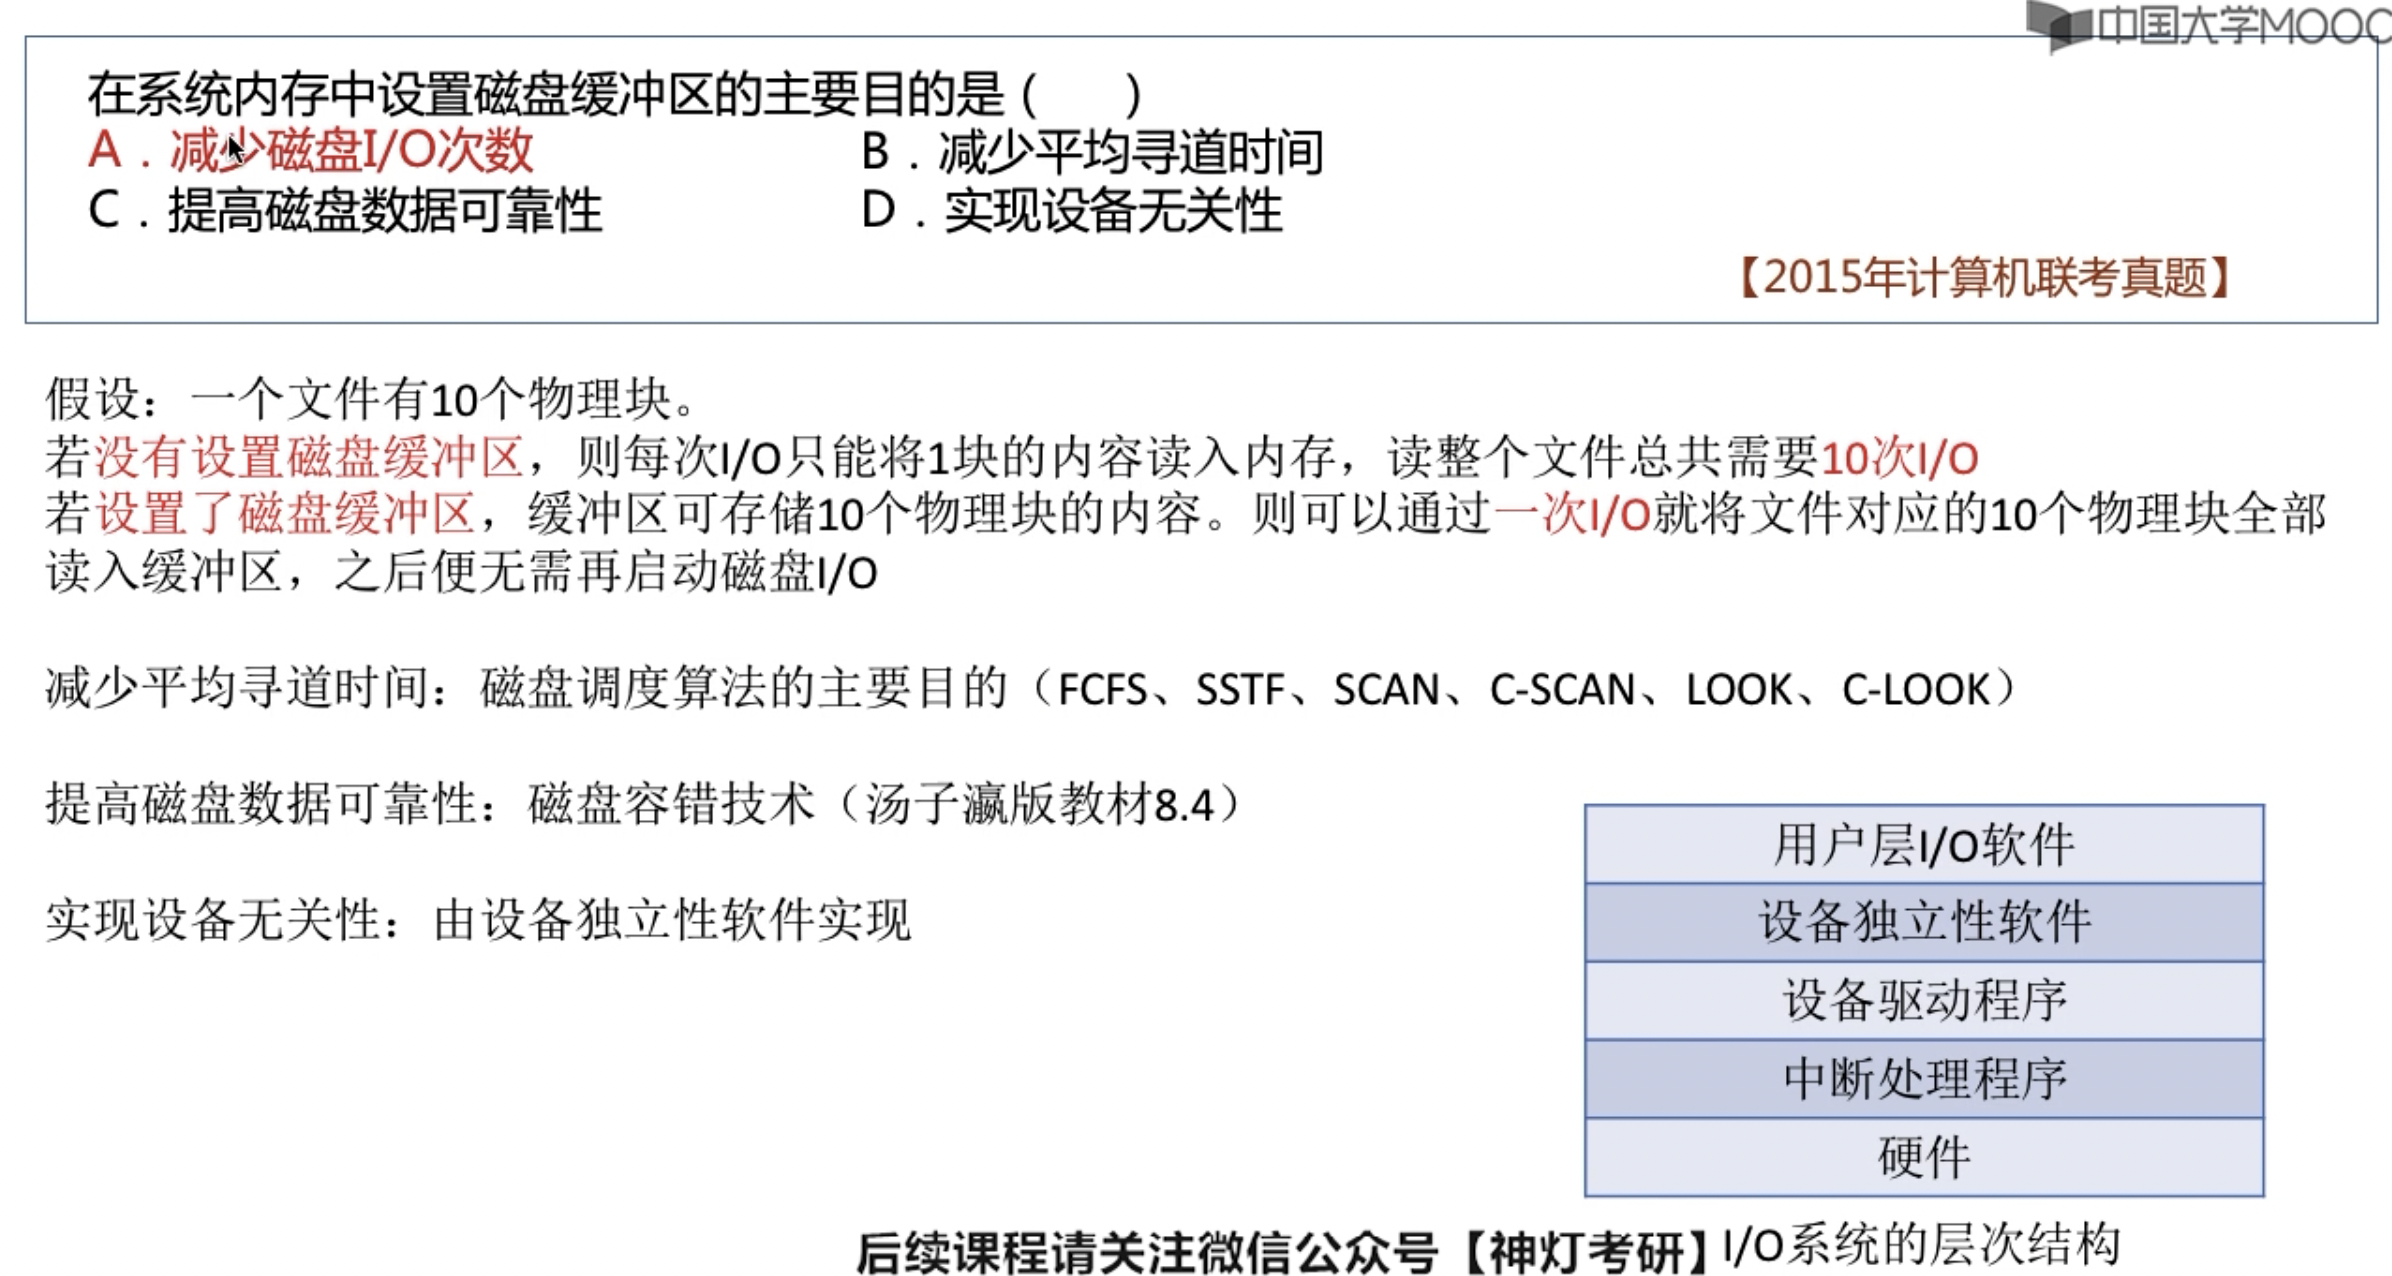 中国大学MOOC
在系统内存中设置磁盘缓冲区的主要目的是（　　）
A．减少磁盘I/O次数　　B．减少平均寻道时间
C．提高磁盘数据可靠性　　D．实现设备无关性
【2015年计算机联考真题】
假设：一个文件有10个物理块。
若没有设置磁盘缓冲区，则每次I/O只能将1块的内容读入内存，读整个文件总共需要10次I/O
若设置了磁盘缓冲区，缓冲区可存储10个物理块的内容。则可以通过一次I/O就将文件对应的10个物理块全部
读入缓冲区，之后便无需再启动磁盘I/O
减少平均寻道时间：磁盘调度算法的主要目的（FCFS、SSTF、SCAN、C-SCAN、LOOK、C-LOOK）
提高磁盘数据可靠性：磁盘容错技术（汤子瀛版教材8.4）
实现设备无关性：由设备独立性软件实现
用户层I/O软件
设备独立性软件
设备驱动程序
中断处理程序
硬件
I/O系统的层次结构
后续课程请关注微信公众号【神灯考研】